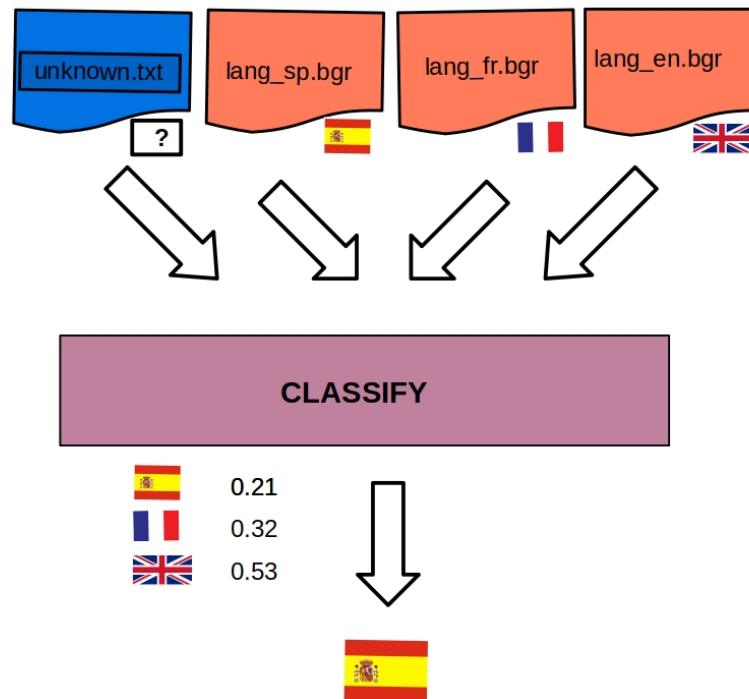 unknown.txt
lang_sp.bgr
lang_fr.bgr
lang_en.bgr
?
CLASSIFY
0.21
0.32
0.53